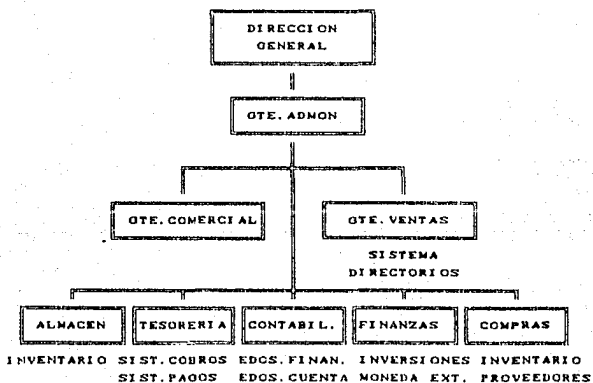 DIRECCION
GENERAL
GTE. ADMON
GTE. COMERCIAL
GTE. VENTAS
SISTEMA
DIRECTORIOS
ALMACEN
TESORERIA
CONTABIL.
FINANZAS
COMPRAS
INVENTARIO
SIST. COBROS
SIST. PAGOS
EDOS. FINAN.
EDOS. CUENTA
INVERSIONES
MONEDA EXT.
INVENTARIO
PROVEEDORES